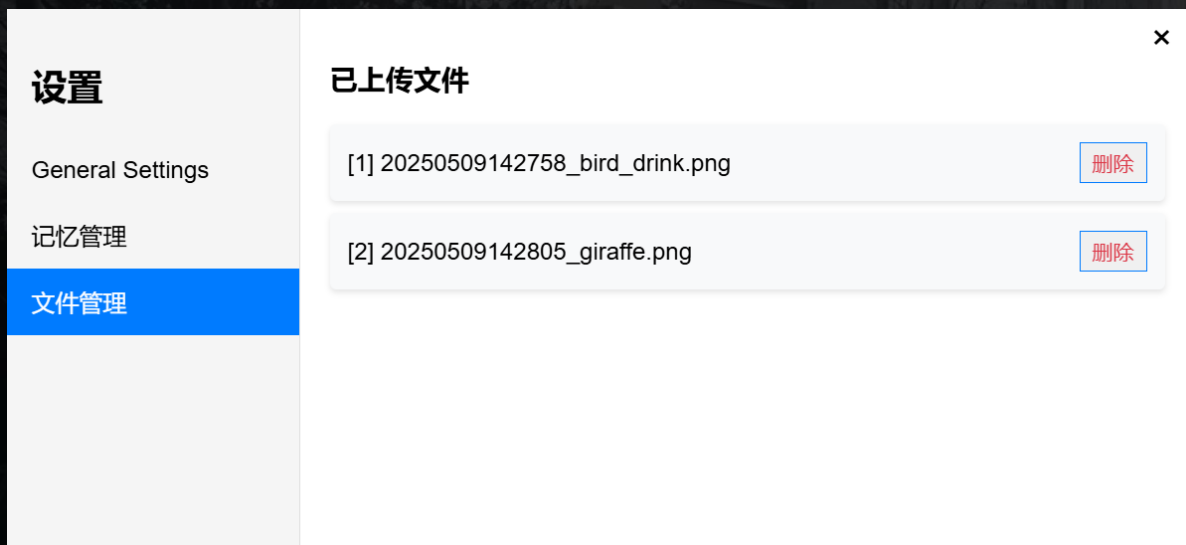 设置
General Settings
记忆管理
文件管理
×
已上传文件
[1] 20250509142758_bird_drink.png
删除
[2] 20250509142805_giraffe.png
删除